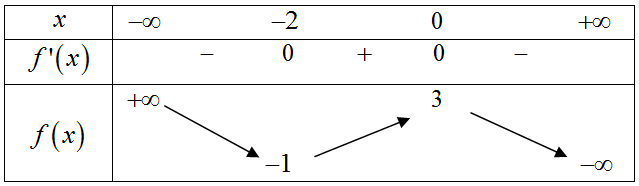 x –∞ –2 0 +∞
f'(x) – 0 + 0 –
+∞ 3
f(x)
–1 –∞